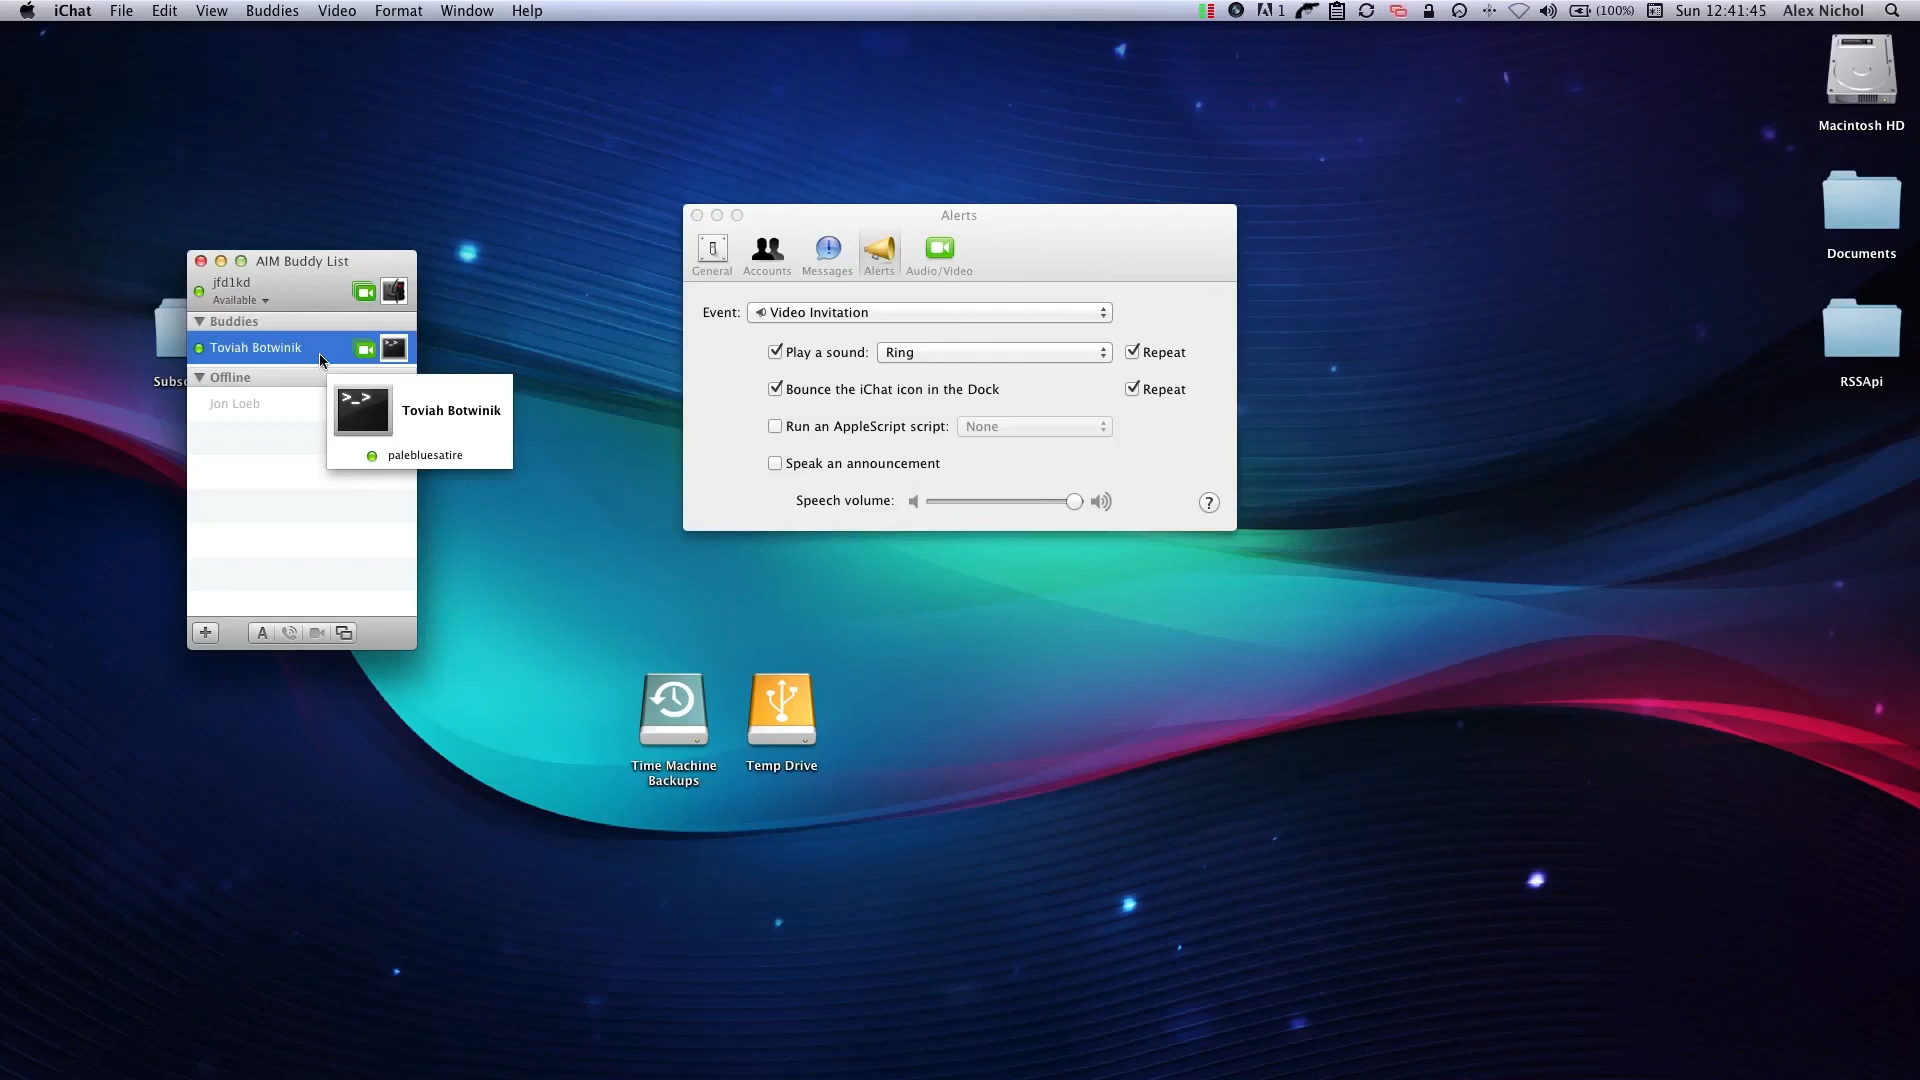 iChat File Edit View Buddies Video Format Window Help
1 (100%) Sun 12:41:45 Alex Nichol
Macintosh HD
Documents
RSSApi
AIM Buddy List
jfd1kd
Available
Buddies
Toviah Botwinik
Offline
Jon Loeb
>_>
Toviah Botwinik
palebluesatire
A
Subsc
Alerts
General Accounts Messages Alerts Audio/Video
Event: Video Invitation
Play a sound: Ring Repeat
Bounce the iChat icon in the Dock Repeat
Run an AppleScript script: None
Speak an announcement
Speech volume: ?
Time Machine
Backups
Temp Drive